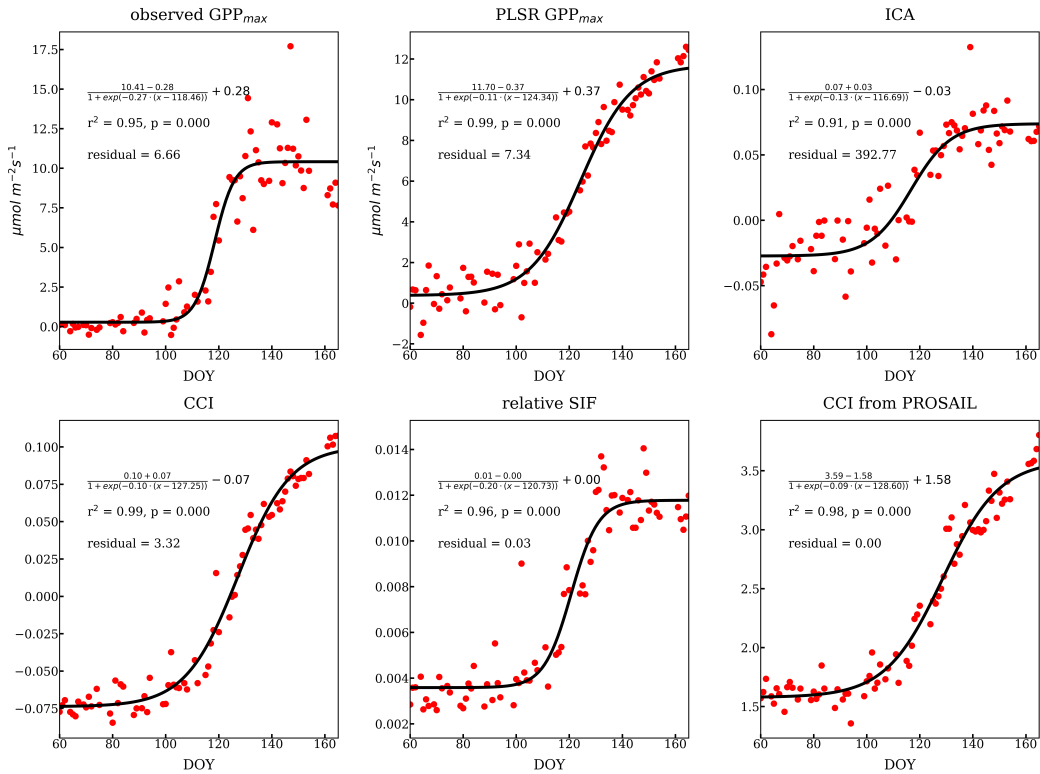 observed GPPmax
17.5
15.0
12.5
10.0
7.5
5.0
2.5
0.0
μmol m−2s−1
10.41 − 0.28 / 1 + exp(−0.27 · (x − 118.46)) + 0.28
r² = 0.95, p = 0.000
residual = 6.66
60 80 100 120 140 160
DOY
PLSR GPPmax
12
10
8
6
4
2
0
−2
μmol m−2s−1
11.70 − 0.37 / 1 + exp(−0.11 · (x − 124.34)) + 0.37
r² = 0.99, p = 0.000
residual = 7.34
60 80 100 120 140 160
DOY
ICA
0.10
0.05
0.00
−0.05
0.07 + 0.03 / 1 + exp(−0.13 · (x − 116.69)) − 0.03
r² = 0.91, p = 0.000
residual = 392.77
60 80 100 120 140 160
DOY
CCI
0.100
0.075
0.050
0.025
0.000
−0.025
−0.050
−0.075
0.10 + 0.07 / 1 + exp(−0.10 · (x − 127.25)) − 0.07
r² = 0.99, p = 0.000
residual = 3.32
60 80 100 120 140 160
DOY
relative SIF
0.014
0.012
0.010
0.008
0.006
0.004
0.002
0.01 − 0.00 / 1 + exp(−0.20 · (x − 120.73)) + 0.00
r² = 0.96, p = 0.000
residual = 0.03
60 80 100 120 140 160
DOY
CCI from PROSAIL
3.5
3.0
2.5
2.0
1.5
3.59 − 1.58 / 1 + exp(−0.09 · (x − 128.60)) + 1.58
r² = 0.98, p = 0.000
residual = 0.00
60 80 100 120 140 160
DOY